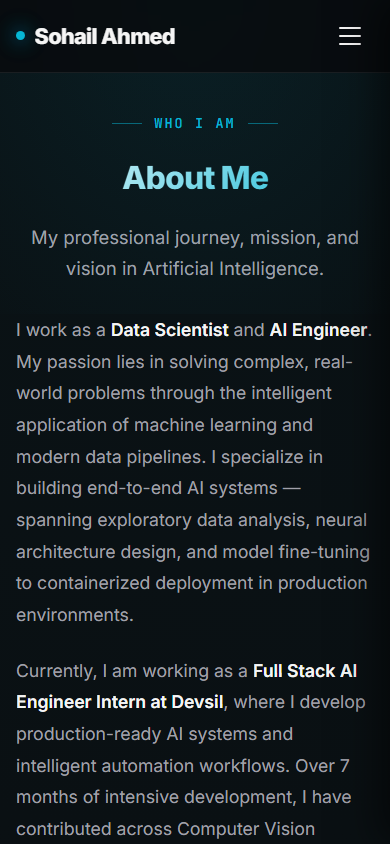 Sohail Ahmed
WHO I AM
About Me
My professional journey, mission, and
vision in Artificial Intelligence.
I work as a Data Scientist and AI Engineer.
My passion lies in solving complex, real-
world problems through the intelligent
application of machine learning and
modern data pipelines. I specialize in
building end-to-end AI systems —
spanning exploratory data analysis, neural
architecture design, and model fine-tuning
to containerized deployment in production
environments.
Currently, I am working as a Full Stack AI
Engineer Intern at Devsil, where I develop
production-ready AI systems and
intelligent automation workflows. Over 7
months of intensive development, I have
contributed across Computer Vision